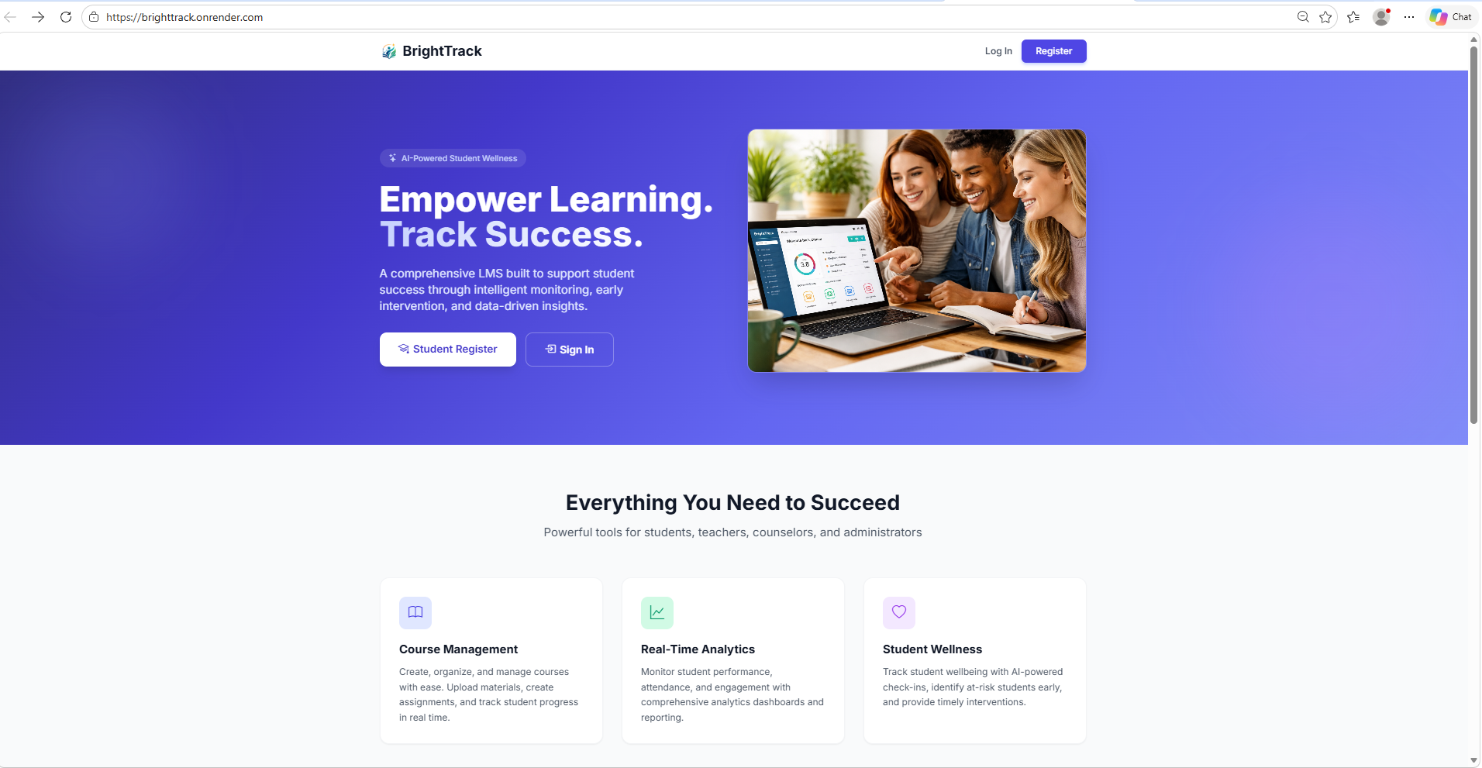 https://brighttrack.onrender.com
Chat
BrightTrack
Log In
Register
AI-Powered Student Wellness
Empower Learning.
Track Success.
A comprehensive LMS built to support student
success through intelligent monitoring, early
intervention, and data-driven insights.
Student Register
Sign In
Everything You Need to Succeed
Powerful tools for students, teachers, counselors, and administrators
Course Management
Create, organize, and manage courses
with ease. Upload materials, create
assignments, and track student progress
in real time.
Real-Time Analytics
Monitor student performance,
attendance, and engagement with
comprehensive analytics dashboards and
reporting.
Student Wellness
Track student wellbeing with AI-powered
check-ins, identify at-risk students early,
and provide timely interventions.